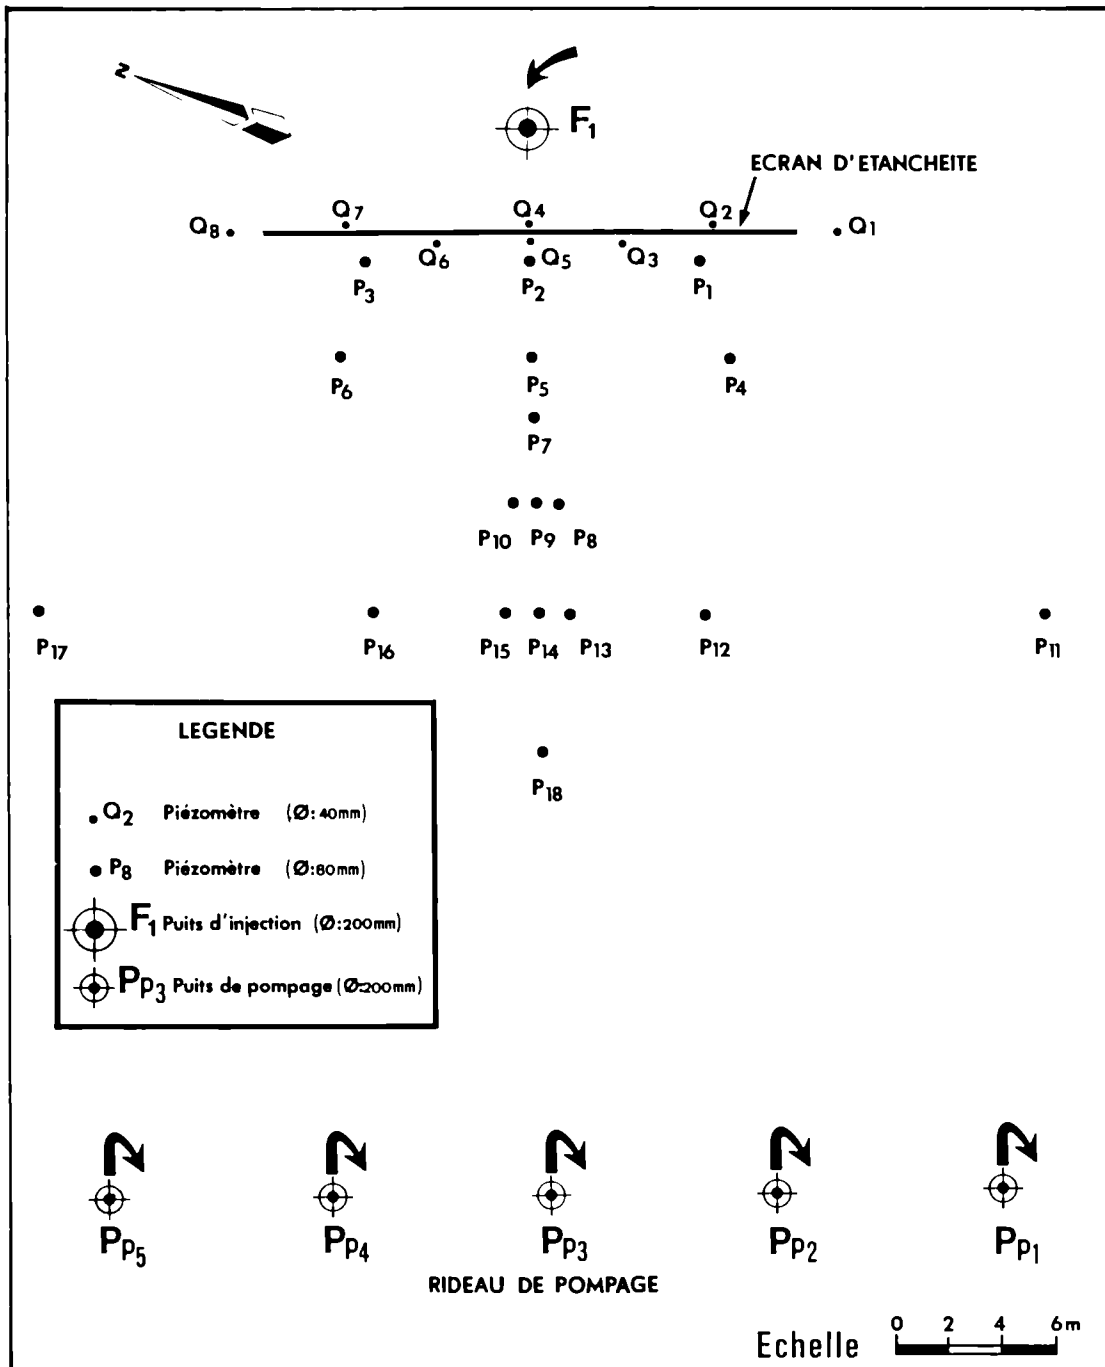 Z
F1
ECRAN D'ETANCHEITE
Q7 Q4 Q2
Q8 Q1
Q6 Q5 Q3
P3 P2 P1
P6 P5 P4
P7
P10 P9 P8
P17 P16 P15 P14 P13 P12 P11
P18
LEGENDE
Q2 Piézomètre (Ø:40mm)
P8 Piézomètre (Ø:80mm)
F1 Puits d'injection (Ø:200mm)
Pp3 Puits de pompage (Ø:200mm)
Pp5 Pp4 Pp3 Pp2 Pp1
RIDEAU DE POMPAGE
Echelle 0 2 4 6m